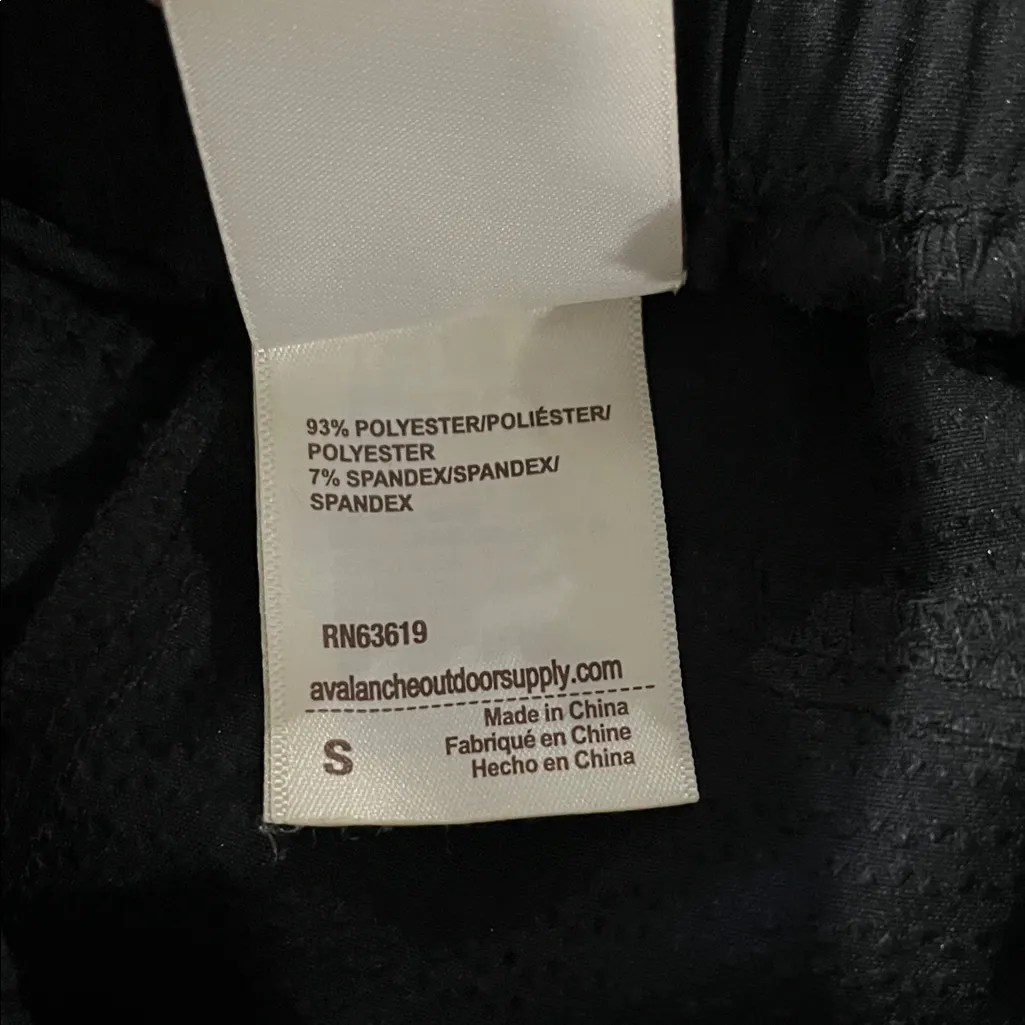 93% POLYESTER/POLIÉSTER/
POLYESTER
7% SPANDEX/SPANDEX/
SPANDEX
RN63619
avalancheoutdoorsupply.com
S
Made in China
Fabriqué en Chine
Hecho en China